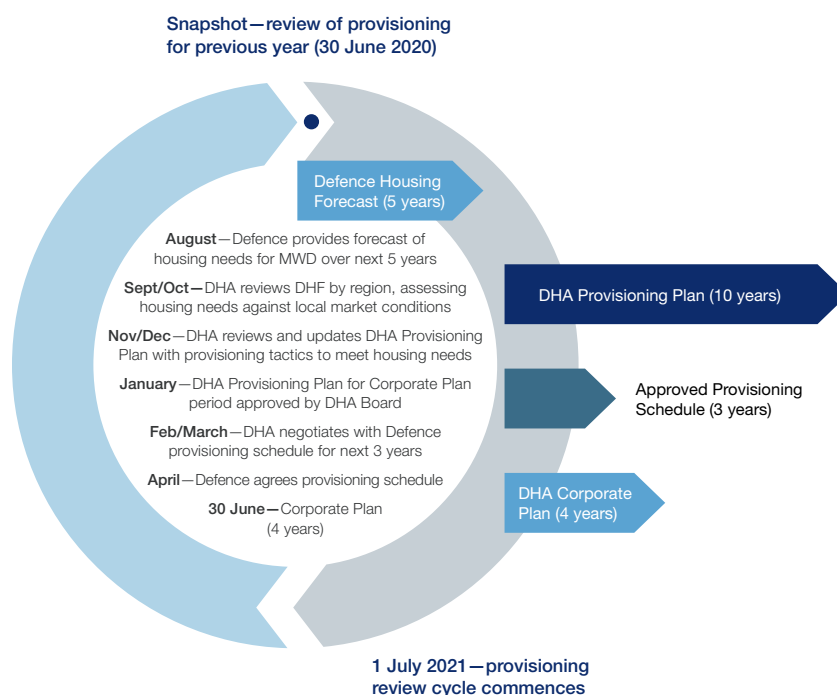 Snapshot—review of provisioning
for previous year (30 June 2020)
Defence Housing
Forecast (5 years)
August—Defence provides forecast of
housing needs for MWD over next 5 years
Sept/Oct—DHA reviews DHF by region, assessing
housing needs against local market conditions
Nov/Dec—DHA reviews and updates DHA Provisioning
Plan with provisioning tactics to meet housing needs
January—DHA Provisioning Plan for Corporate Plan
period approved by DHA Board
Feb/March—DHA negotiates with Defence
provisioning schedule for next 3 years
April—Defence agrees provisioning schedule
30 June—Corporate Plan
(4 years)
DHA Provisioning Plan (10 years)
Approved Provisioning
Schedule (3 years)
DHA Corporate
Plan (4 years)
1 July 2021—provisioning
review cycle commences